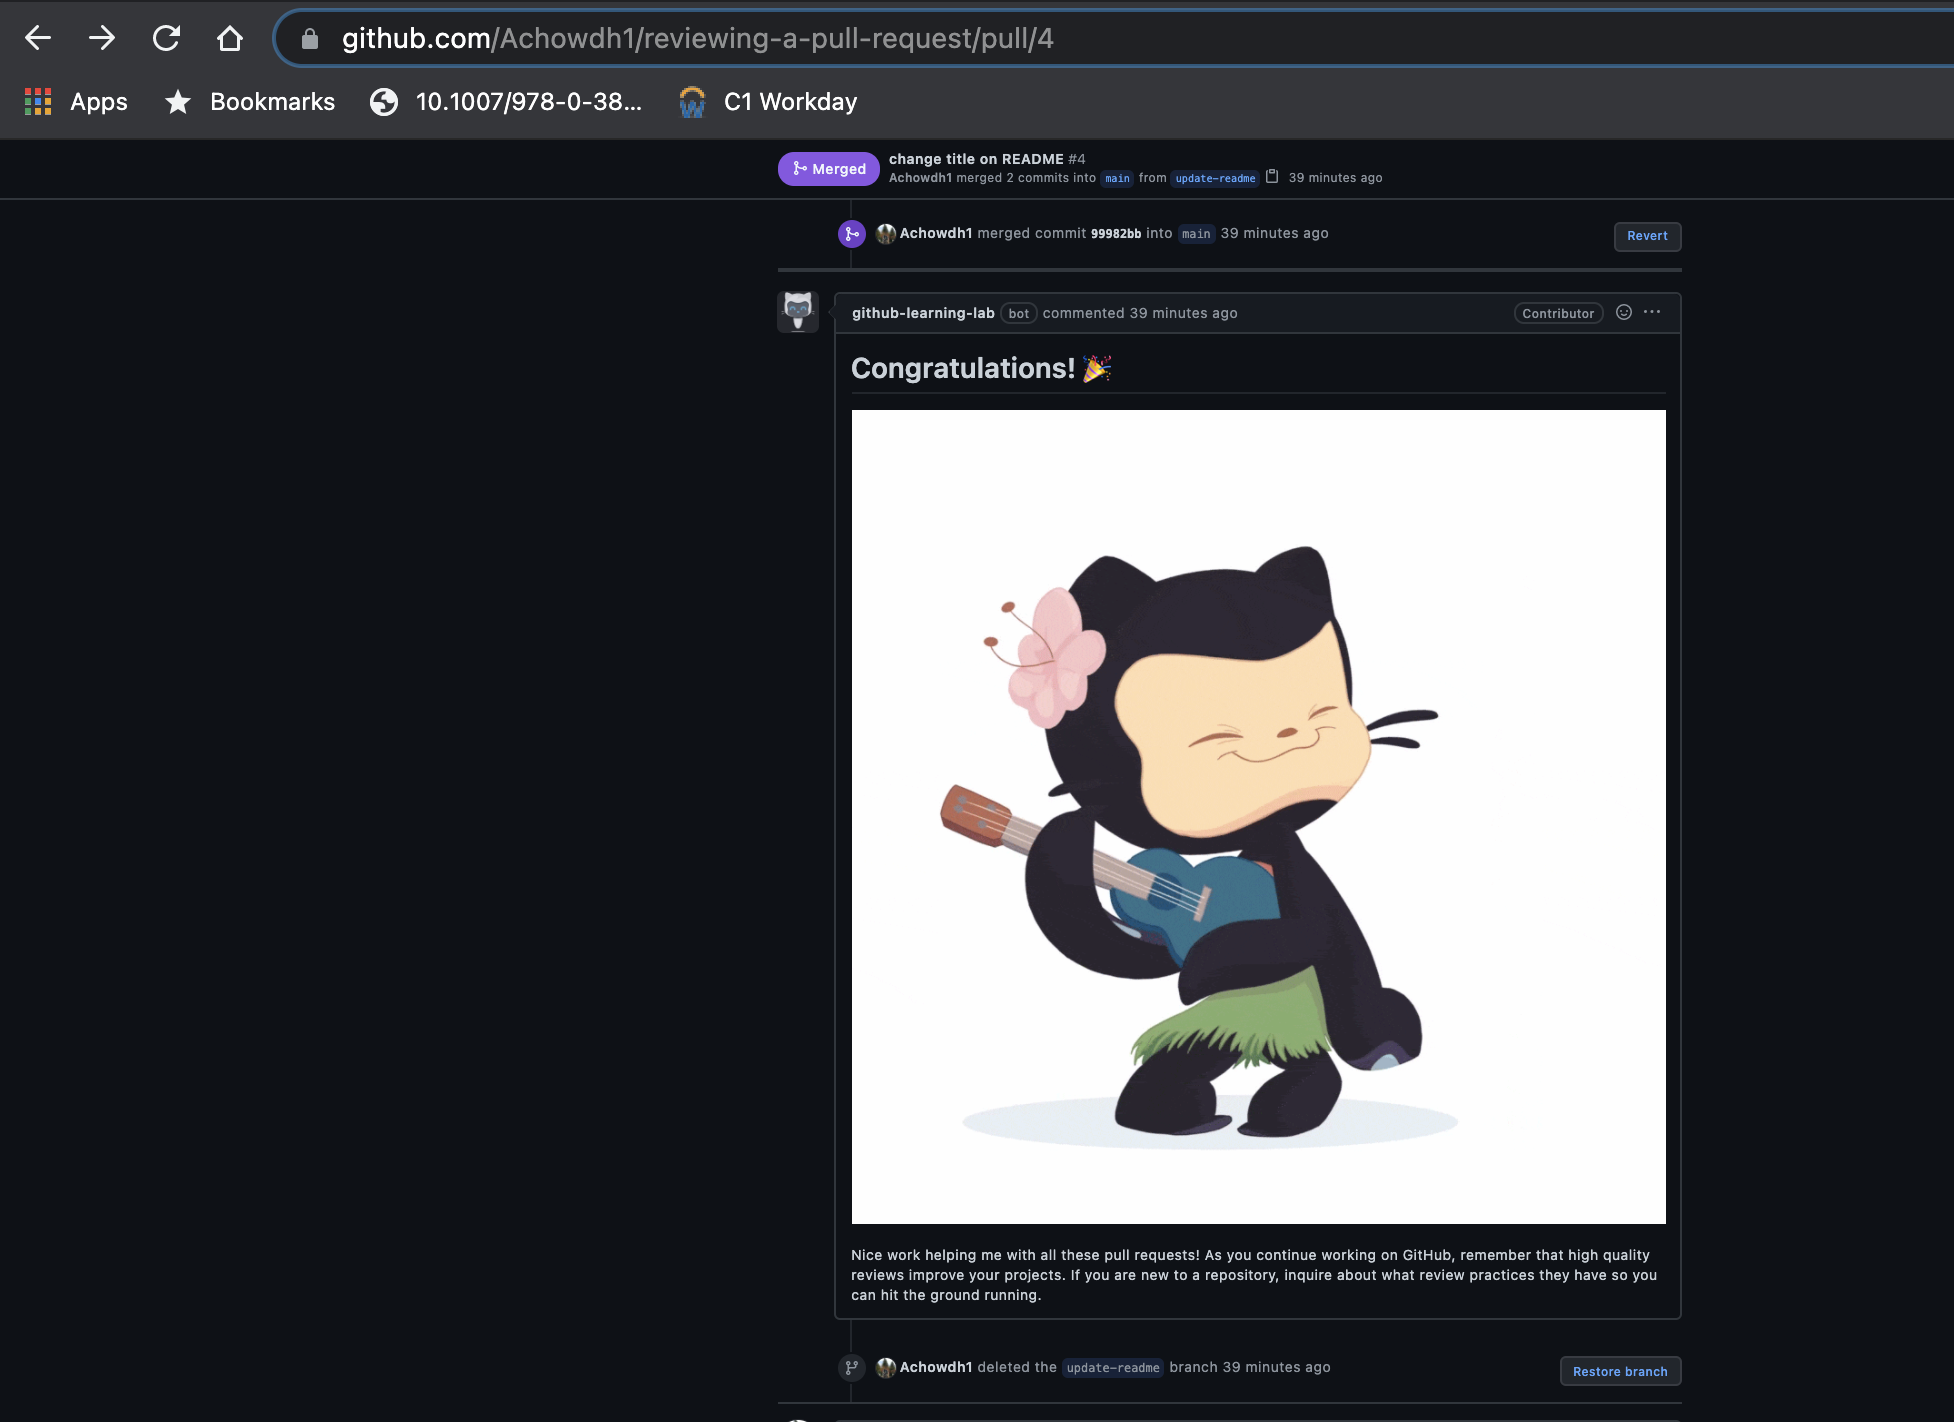 github.com/Achowdh1/reviewing-a-pull-request/pull/4
Apps Bookmarks 10.1007/978-0-38... C1 Workday
Merged change title on README #4
Achowdh1 merged 2 commits into main from update-readme 39 minutes ago
Achowdh1 merged commit 99982bb into main 39 minutes ago Revert
github-learning-lab bot commented 39 minutes ago Contributor
Congratulations! 🎉
Nice work helping me with all these pull requests! As you continue working on GitHub, remember that high quality
reviews improve your projects. If you are new to a repository, inquire about what review practices they have so you
can hit the ground running.
Achowdh1 deleted the update-readme branch 39 minutes ago Restore branch